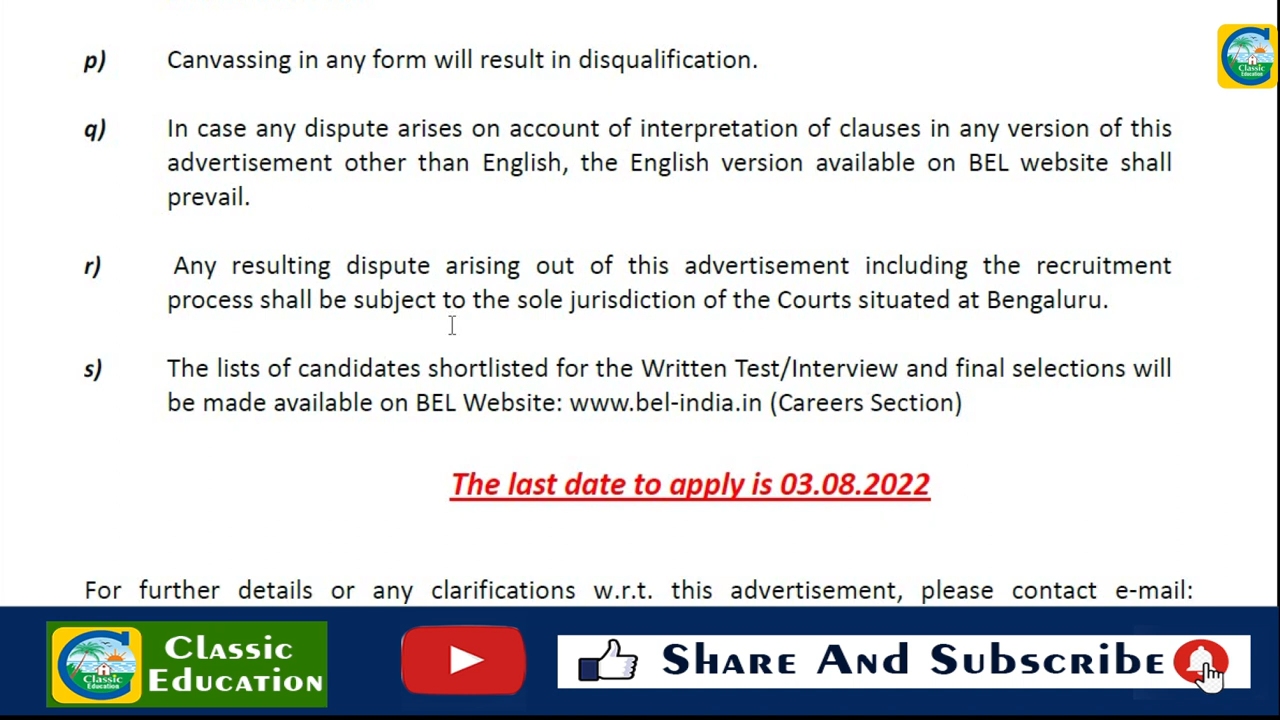 p) Canvassing in any form will result in disqualification.
q) In case any dispute arises on account of interpretation of clauses in any version of this
advertisement other than English, the English version available on BEL website shall
prevail.
r) Any resulting dispute arising out of this advertisement including the recruitment
process shall be subject to the sole jurisdiction of the Courts situated at Bengaluru.
s) The lists of candidates shortlisted for the Written Test/Interview and final selections will
be made available on BEL Website: www.bel-india.in (Careers Section)
The last date to apply is 03.08.2022
For further details or any clarifications w.r.t. this advertisement, please contact e-mail:
Classic
Education
Classic
Education
Classic
Education
Share And Subscribe